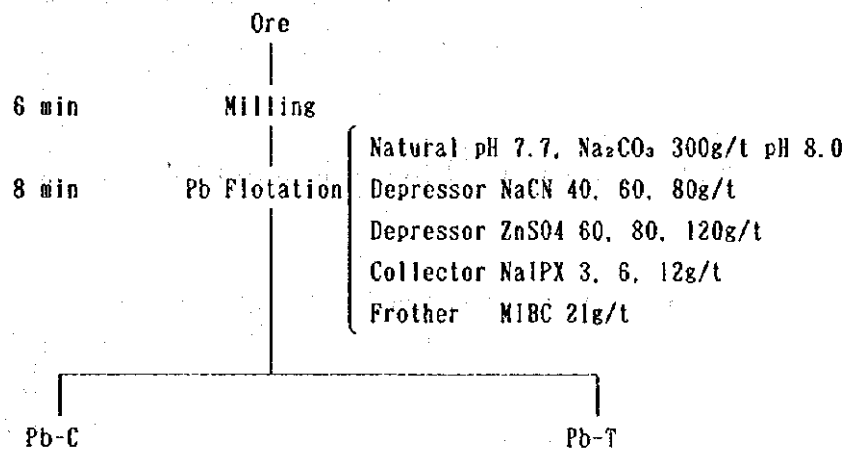 Ore
6 min Milling
Natural pH 7.7, Na₂CO₃ 300g/t pH 8.0
8 min Pb Flotation Depressor NaCN 40, 60, 80g/t
Depressor ZnSO4 60, 80, 120g/t
Collector NaIPX 3, 6, 12g/t
Frother MIBC 21g/t
Pb-C Pb-T